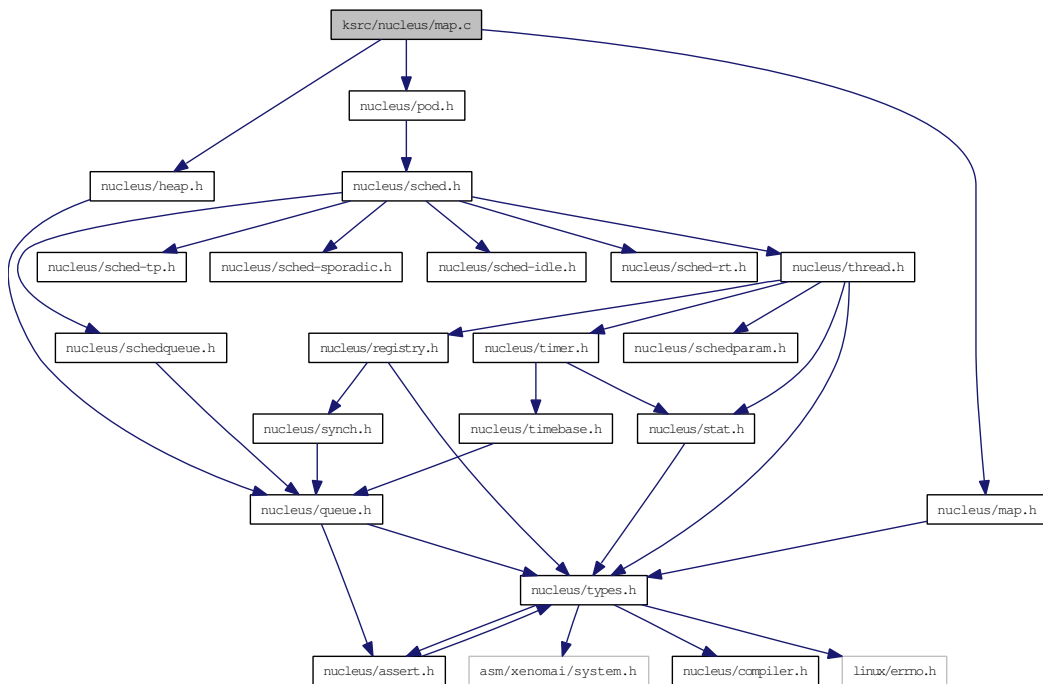 ksrc/nucleus/map.c
nucleus/pod.h
nucleus/heap.h
nucleus/sched.h
nucleus/sched-tp.h
nucleus/sched-sporadic.h
nucleus/sched-idle.h
nucleus/sched-rt.h
nucleus/thread.h
nucleus/schedqueue.h
nucleus/registry.h
nucleus/timer.h
nucleus/schedparam.h
nucleus/synch.h
nucleus/timebase.h
nucleus/stat.h
nucleus/queue.h
nucleus/map.h
nucleus/types.h
nucleus/assert.h
asm/xenomai/system.h
nucleus/compiler.h
linux/errno.h